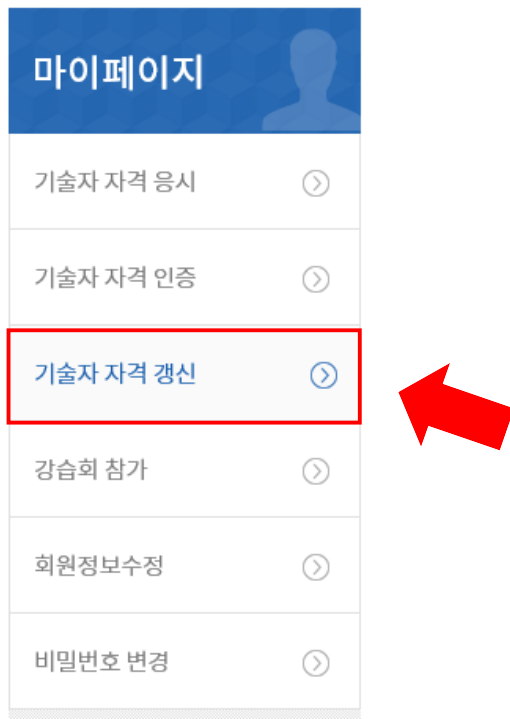 마이페이지
기술자 자격 응시
기술자 자격 인증
기술자 자격 갱신
강습회 참가
회원정보수정
비밀번호 변경